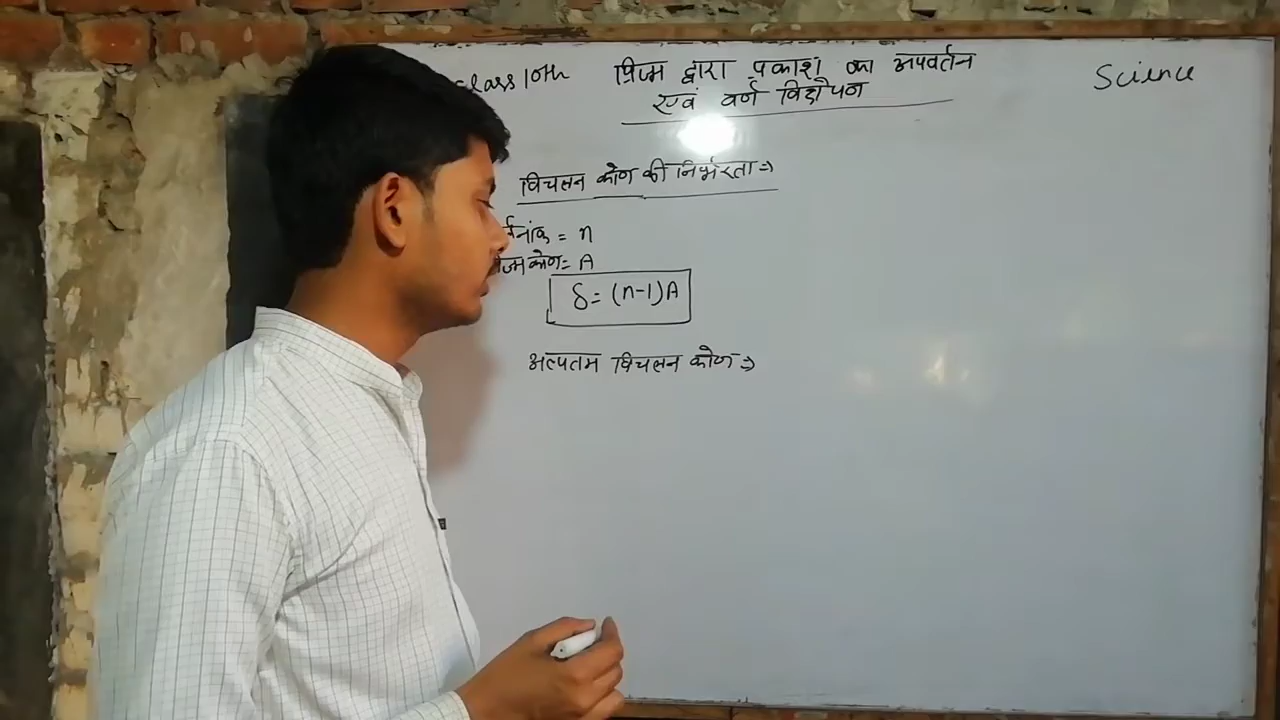 class 10th प्रिज्म द्वारा प्रकाश का अपवर्तन Science
एवं वर्ण विक्षेपण
विचलन कोण की निर्भरता ⇒
= n
कोण = A
δ = (n-1)A
अल्पतम विचलन कोण ⇒